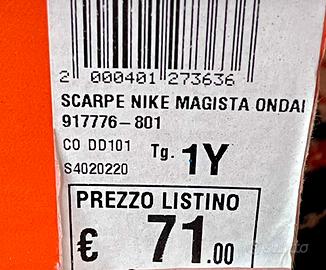 2 000401 273636
SCARPE NIKE MAGISTA ONDAI
917776-801
CO DD101 Tg. 1Y
S4020220
PREZZO LISTINO
€ 71.00